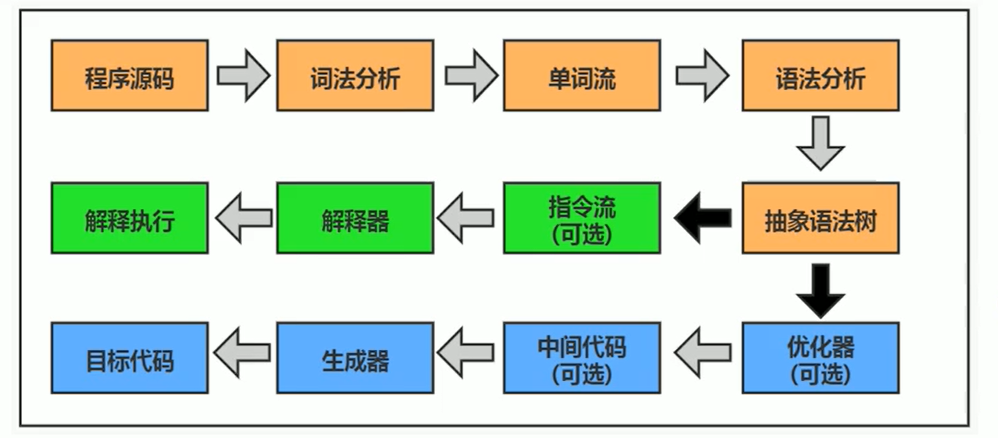 程序源码
词法分析
单词流
语法分析
解释执行
解释器
指令流
(可选)
抽象语法树
目标代码
生成器
中间代码
(可选)
优化器
(可选)